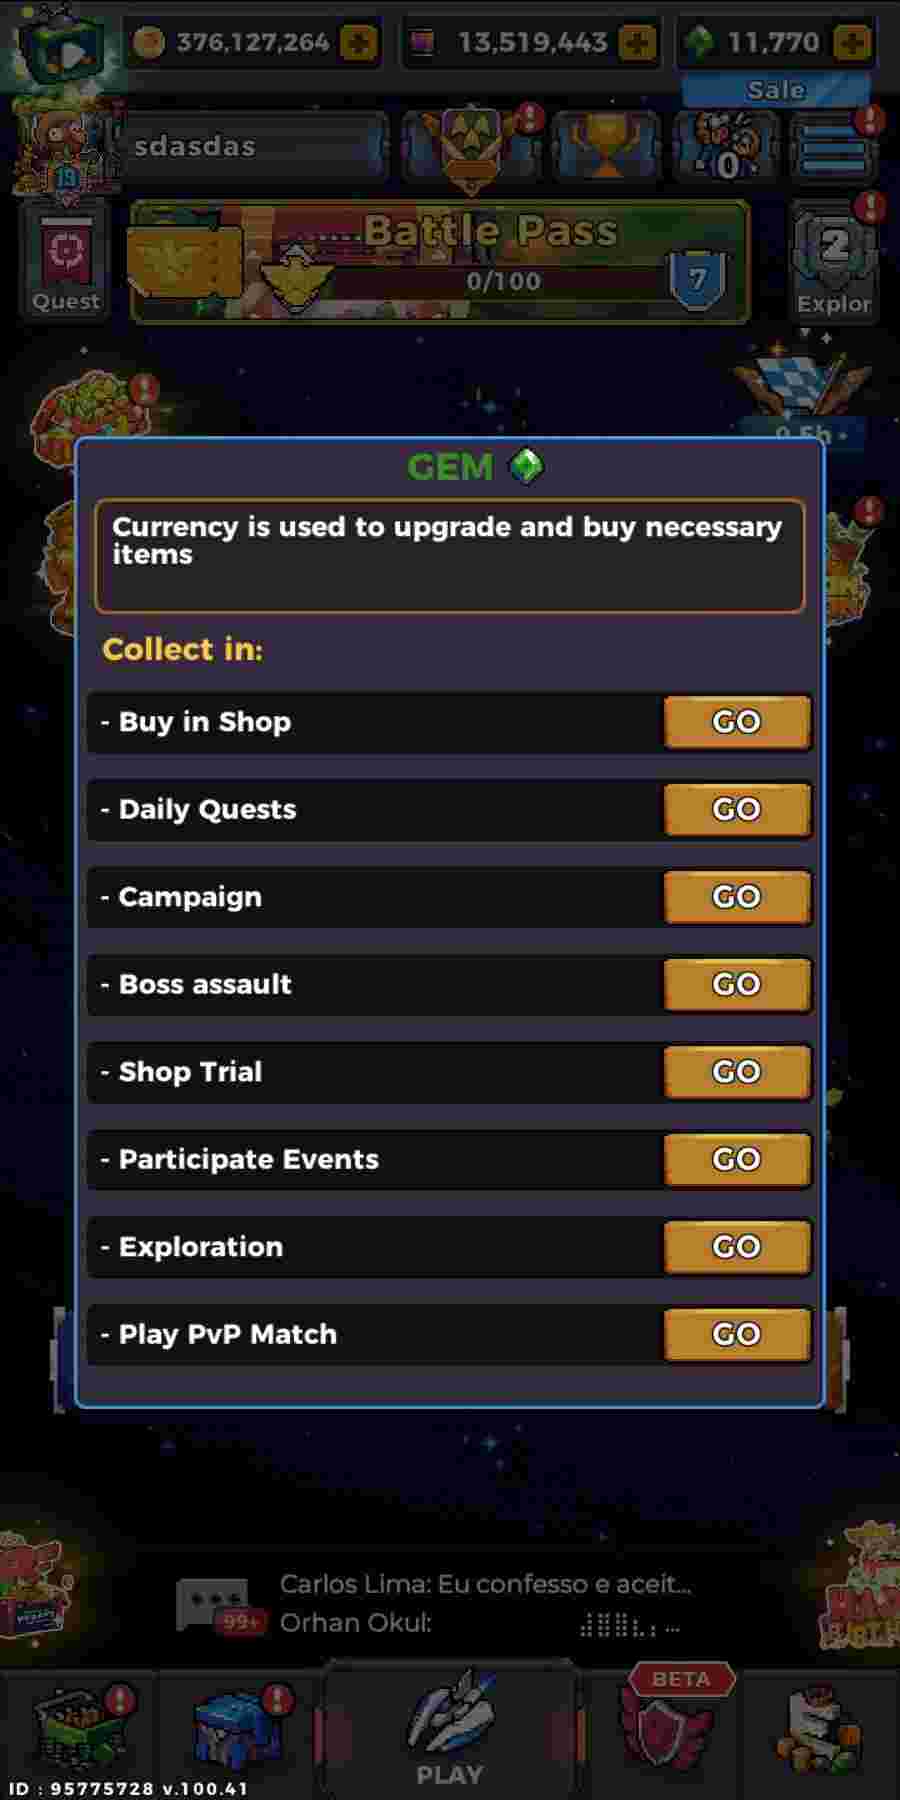 376,127,264
13,519,443
11,770
Sale
19
sdasdas
0
Quest
Battle Pass
0/100
7
2
Explor
GEM
Currency is used to upgrade and buy necessary
items
Collect in:
- Buy in Shop
GO
- Daily Quests
GO
- Campaign
GO
- Boss assault
GO
- Shop Trial
GO
- Participate Events
GO
- Exploration
GO
- Play PvP Match
GO
Carlos Lima: Eu confesso e aceit...
99+
Orhan Okul:
BETA
PLAY
ID : 95775728 v.100.41